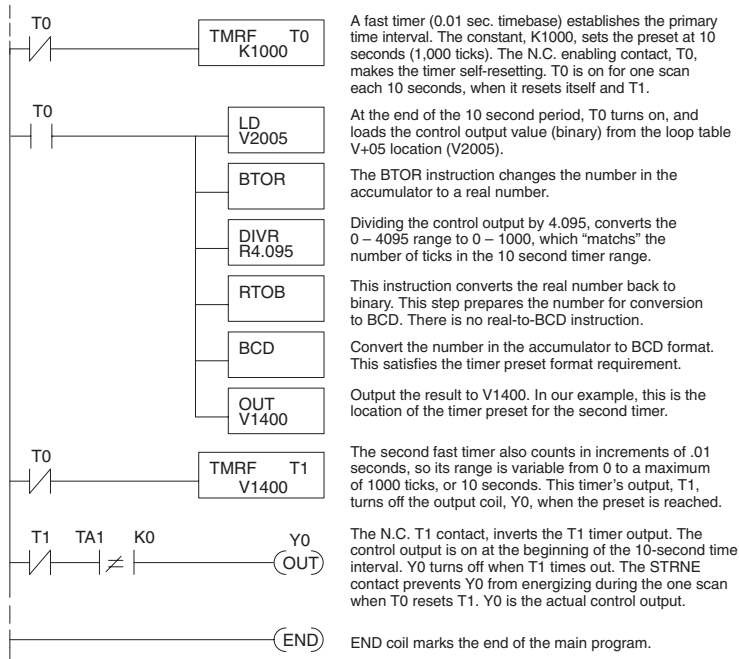 T0
TMRF T0
K1000
A fast timer (0.01 sec. timebase) establishes the primary
time interval. The constant, K1000, sets the preset at 10
seconds (1,000 ticks). The N.C. enabling contact, T0,
makes the timer self-resetting. T0 is on for one scan
each 10 seconds, when it resets itself and T1.
T0
LD
V2005
At the end of the 10 second period, T0 turns on, and
loads the control output value (binary) from the loop table
V+05 location (V2005).
BTOR
The BTOR instruction changes the number in the
accumulator to a real number.
DIVR
R4.095
Dividing the control output by 4.095, converts the
0 – 4095 range to 0 – 1000, which “matchs” the
number of ticks in the 10 second timer range.
RTOB
This instruction converts the real number back to
binary. This step prepares the number for conversion
to BCD. There is no real-to-BCD instruction.
BCD
Convert the number in the accumulator to BCD format.
This satisfies the timer preset format requirement.
OUT
V1400
Output the result to V1400. In our example, this is the
location of the timer preset for the second timer.
T0
TMRF T1
V1400
The second fast timer also counts in increments of .01
seconds, so its range is variable from 0 to a maximum
of 1000 ticks, or 10 seconds. This timer’s output, T1,
turns off the output coil, Y0, when the preset is reached.
T1 TA1 K0 Y0
≠ OUT
The N.C. T1 contact, inverts the T1 timer output. The
control output is on at the beginning of the 10-second time
interval. Y0 turns off when T1 times out. The STRNE
contact prevents Y0 from energizing during the one scan
when T0 resets T1. Y0 is the actual control output.
END
END coil marks the end of the main program.